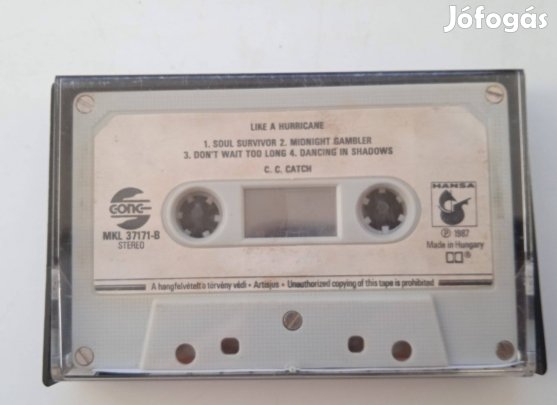 Jófogás
LIKE A HURRICANE
1. SOUL SURVIVOR 2. MIDNIGHT GAMBLER
3. DON'T WAIT TOO LONG 4. DANCING IN SHADOWS
C. C. CATCH
GONG
MKL 37171-B
STEREO
HANSA
℗ 1987
Made in Hungary
A hangfelvételt a törvény védi • Artisjus • Unauthorized copying of this tape is prohibited